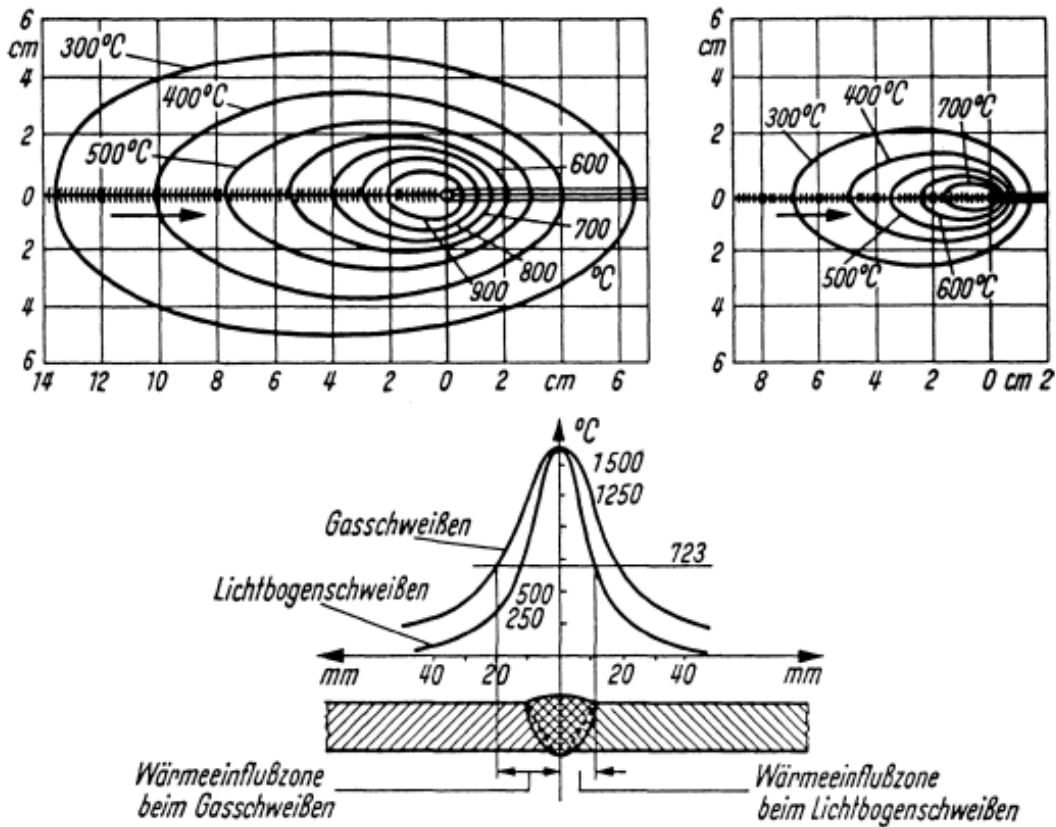 6
cm
4
2
0
2
4
6
300°C
400°C
500°C
600
700
800
900
°C
14 12 10 8 6 4 2 0 2 cm 6
6
cm
4
2
0
2
4
6
300°C
400°C
700°C
500°C
600°C
8 6 4 2 0 cm 2
°C
1500
1250
Gasschweißen
723
Lichtbogenschweißen
500
250
mm 40 20 20 40 mm
Wärmeeinflußzone
beim Gasschweißen
Wärmeeinflußzone
beim Lichtbogenschweißen